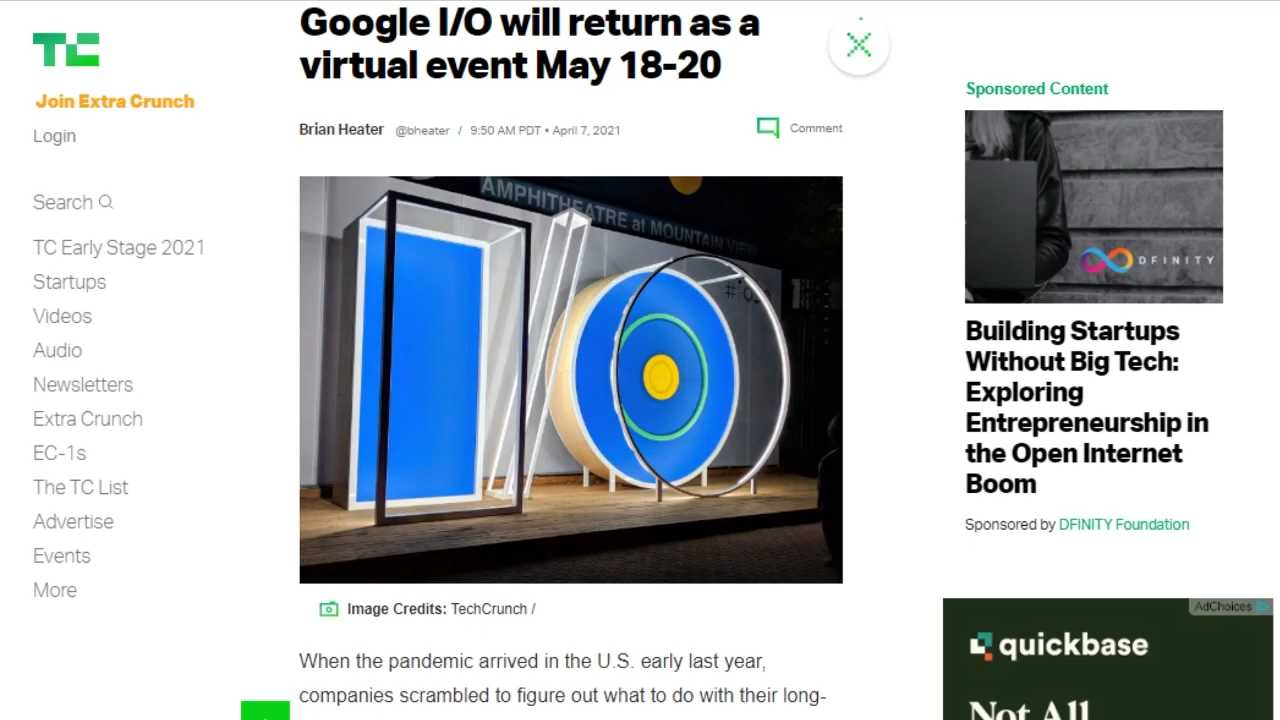 Google I/O will return as a
virtual event May 18-20
TC
Join Extra Crunch
Login
Search
TC Early Stage 2021
Startups
Videos
Audio
Newsletters
Extra Crunch
EC-1s
The TC List
Advertise
Events
More
Brian Heater @bheater / 9:50 AM PDT • April 7, 2021
Comment
AMPHITHEATRE at MOUNTAIN VIEW
Image Credits: TechCrunch /
When the pandemic arrived in the U.S. early last year,
companies scrambled to figure out what to do with their long-
Sponsored Content
DFINITY
Building Startups
Without Big Tech:
Exploring
Entrepreneurship in
the Open Internet
Boom
Sponsored by DFINITY Foundation
AdChoices
quickbase
Not All